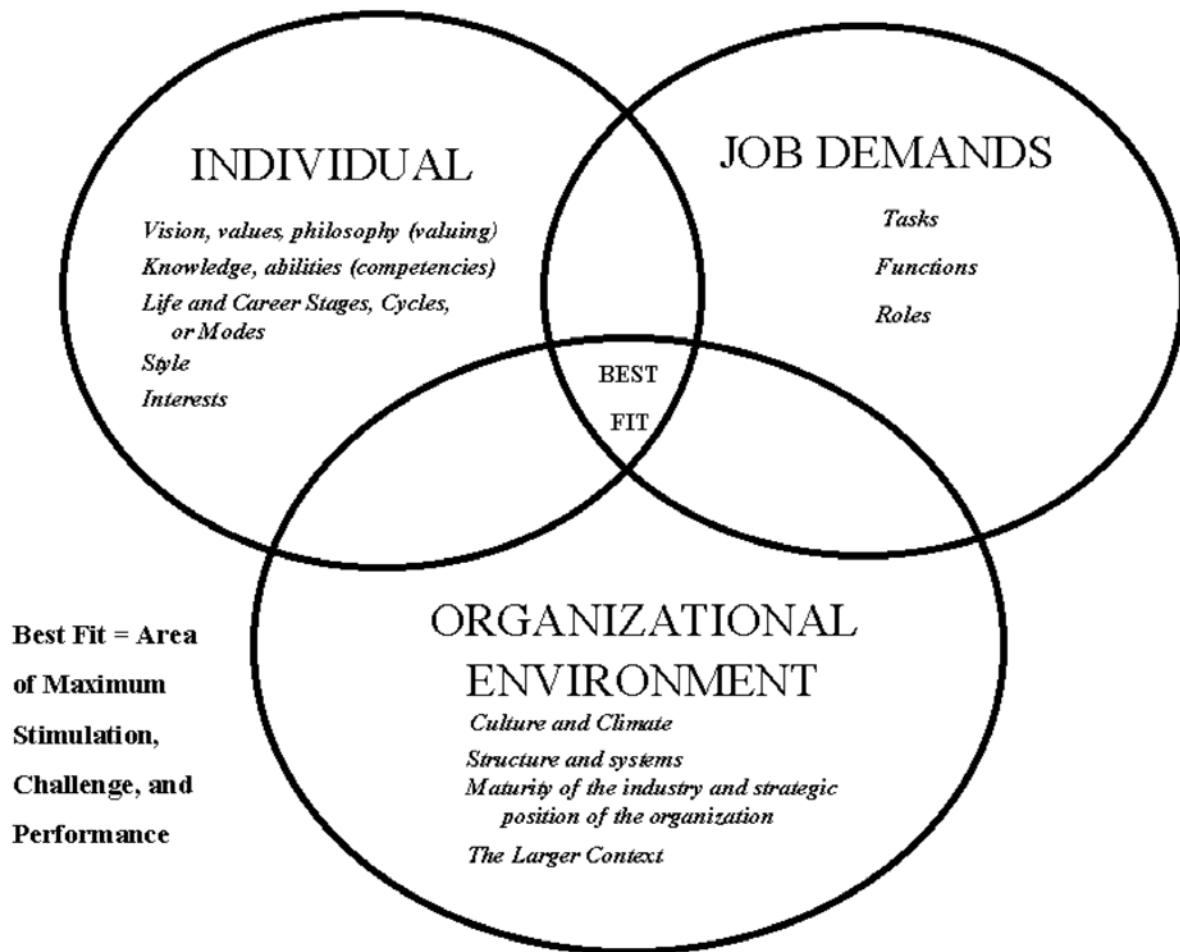 INDIVIDUAL
Vision, values, philosophy (valuing)
Knowledge, abilities (competencies)
Life and Career Stages, Cycles,
or Modes
Style
Interests
JOB DEMANDS
Tasks
Functions
Roles
BEST
FIT
ORGANIZATIONAL
ENVIRONMENT
Culture and Climate
Structure and systems
Maturity of the industry and strategic
position of the organization
The Larger Context
Best Fit = Area
of Maximum
Stimulation,
Challenge, and
Performance